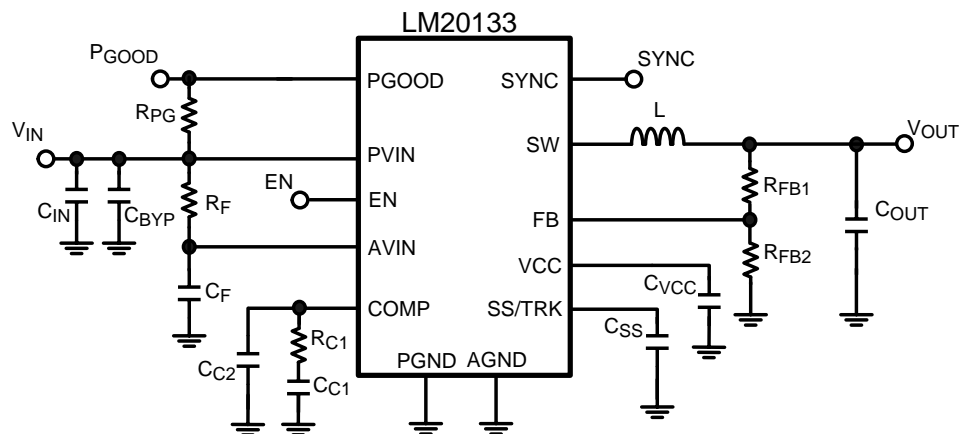 LM20133
PGOOD
PGOOD
SYNC
SYNC
RPG
L
VIN
VOUT
PVIN
SW
CIN
CBYP
RF
EN
EN
RFB1
FB
COUT
AVIN
RFB2
VCC
CF
CVCC
COMP
SS/TRK
CSS
RC1
CC2
CC1
PGND
AGND